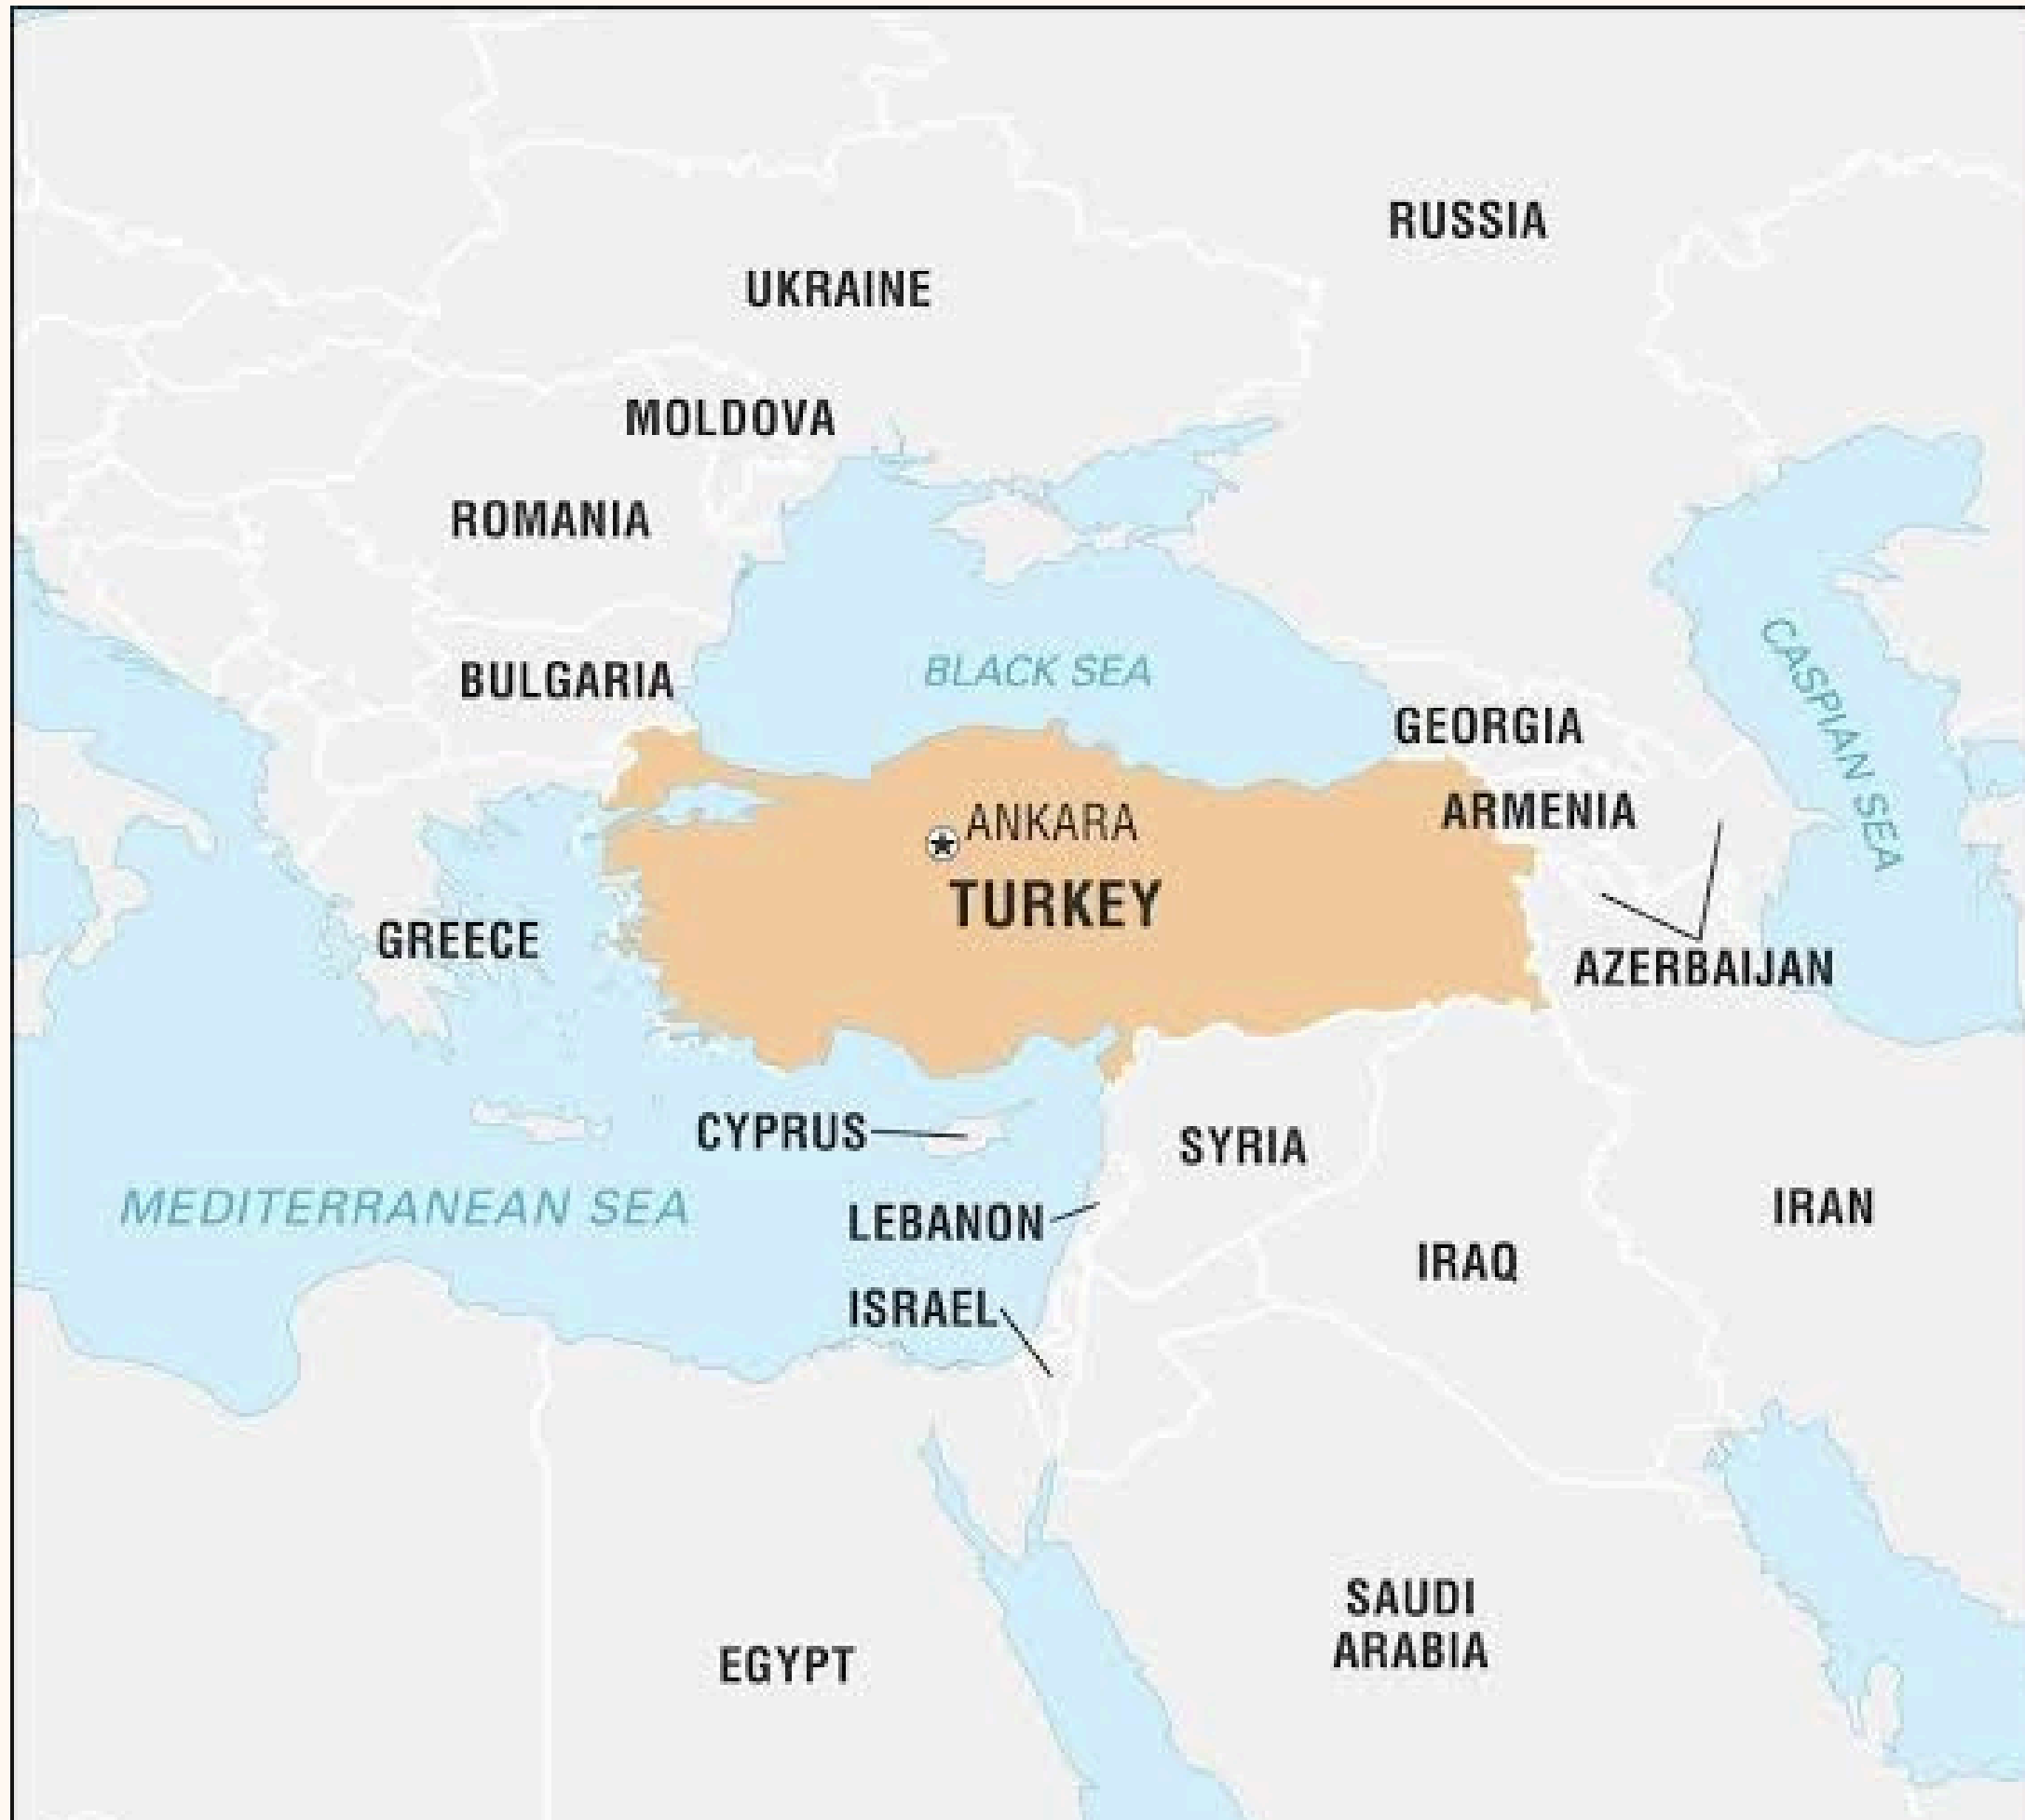 RUSSIA
UKRAINE
MOLDOVA
ROMANIA
BLACK SEA
BULGARIA
CASPIAN SEA
GEORGIA
ARMENIA
ANKARA
TURKEY
GREECE
AZERBAIJAN
CYPRUS
SYRIA
MEDITERRANEAN SEA
LEBANON
IRAN
IRAQ
ISRAEL
SAUDI
ARABIA
EGYPT